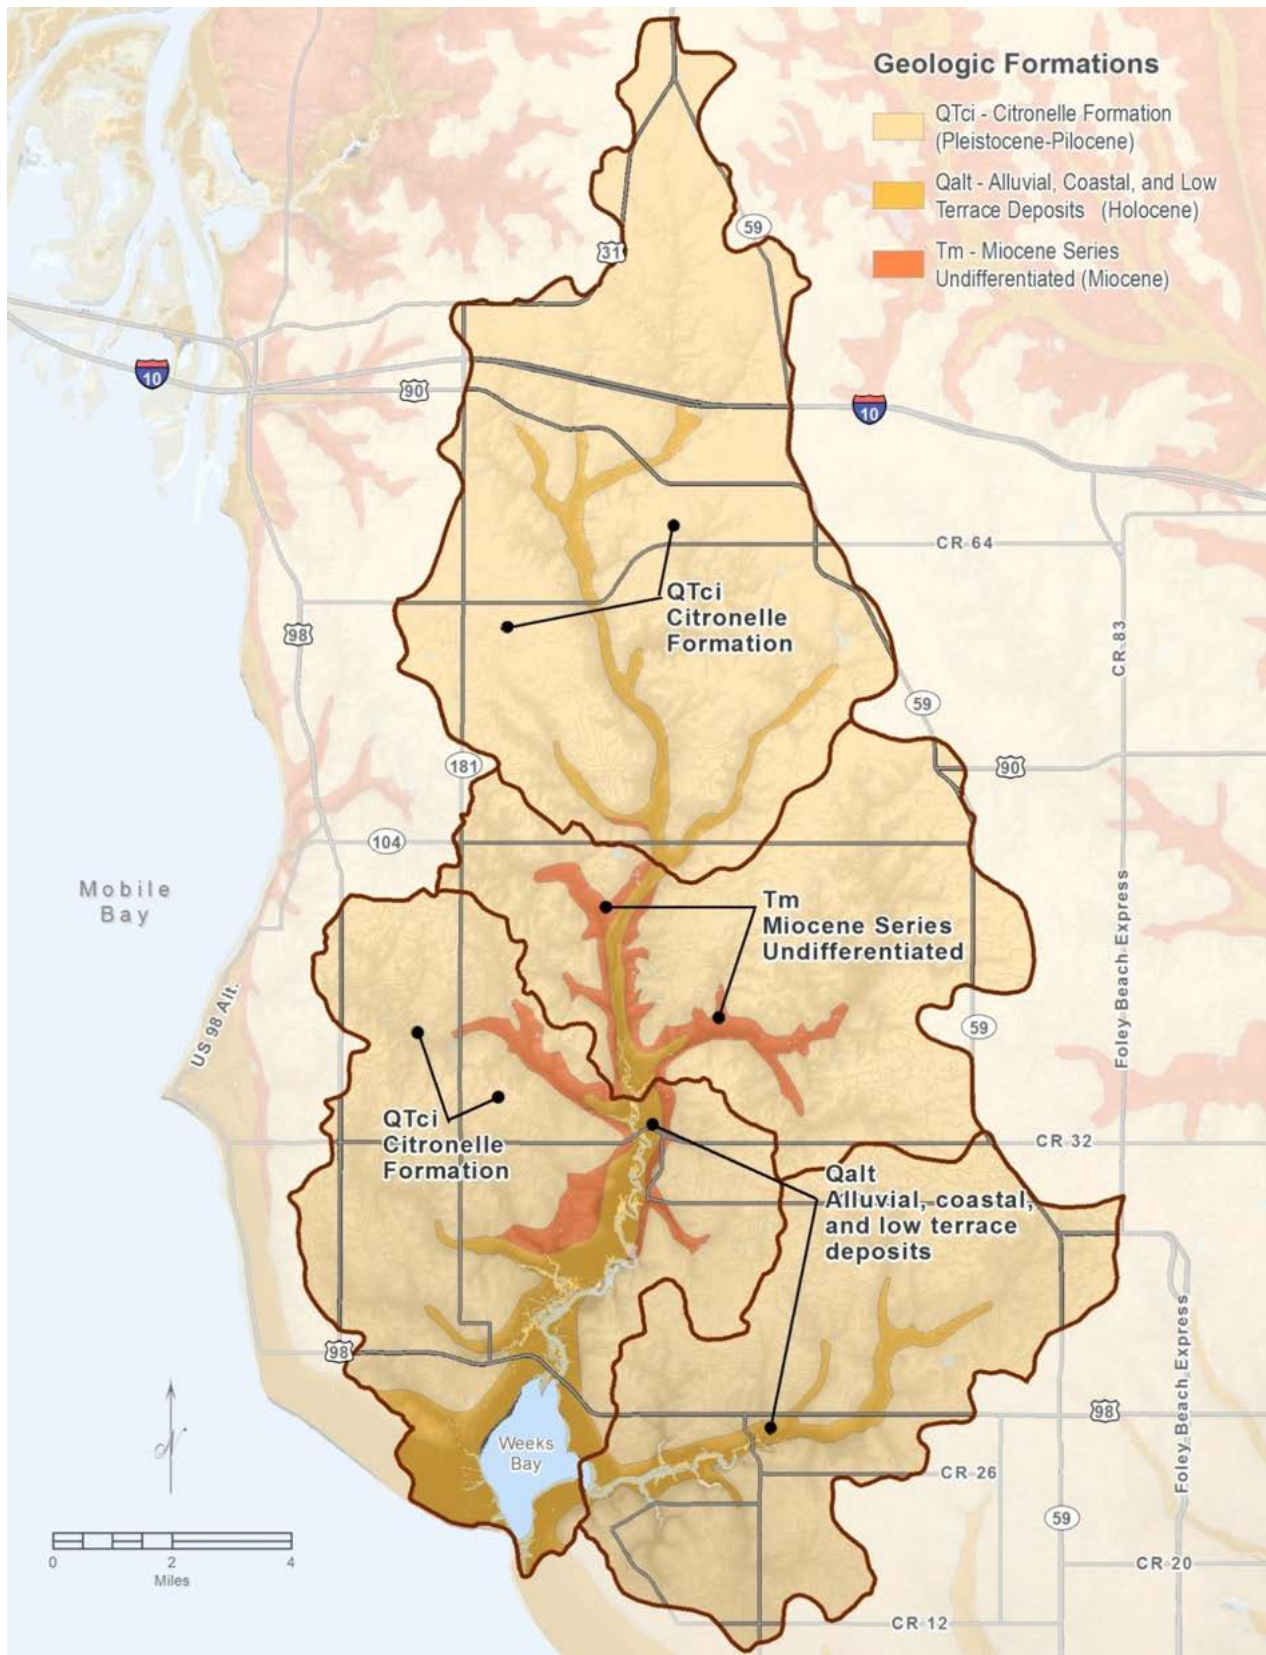 Geologic Formations
QTci - Citronelle Formation
(Pleistocene-Pilocene)
Qalt - Alluvial, Coastal, and Low
Terrace Deposits (Holocene)
Tm - Miocene Series
Undifferentiated (Miocene)
59
31
10
90
10
CR 64
QTci
Citronelle
Formation
98
CR 83
59
181
90
104
Mobile
Bay
Tm
Miocene Series
Undifferentiated
Foley Beach Express
US 98 Alt.
59
QTci
Citronelle
Formation
CR 32
Qalt
Alluvial, coastal,
and low terrace
deposits
98
Foley Beach Express
98
N
Weeks
Bay
CR 26
59
0 2 4
Miles
CR 20
CR 12